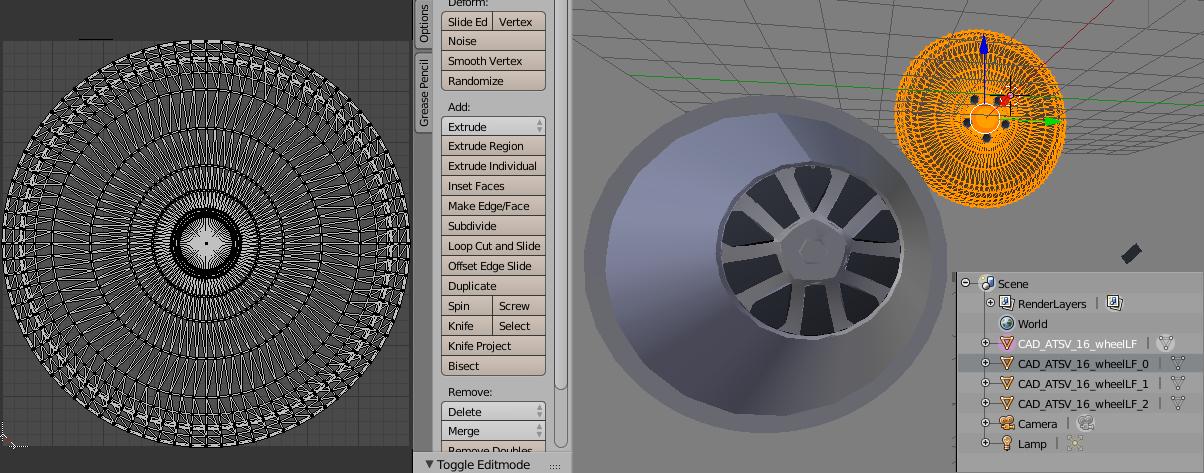 Deform:
Slide Ed Vertex
Noise
Smooth Vertex
Randomize
Add:
Extrude
Extrude Region
Extrude Individual
Inset Faces
Make Edge/Face
Subdivide
Loop Cut and Slide
Offset Edge Slide
Duplicate
Spin Screw
Knife Select
Knife Project
Bisect
Remove:
Delete
Merge
Remove Doubles
Toggle Editmode
Options
Grease Pencil
Scene
RenderLayers
World
CAD_ATSV_16_wheelLF
CAD_ATSV_16_wheelLF_0
CAD_ATSV_16_wheelLF_1
CAD_ATSV_16_wheelLF_2
Camera
Lamp